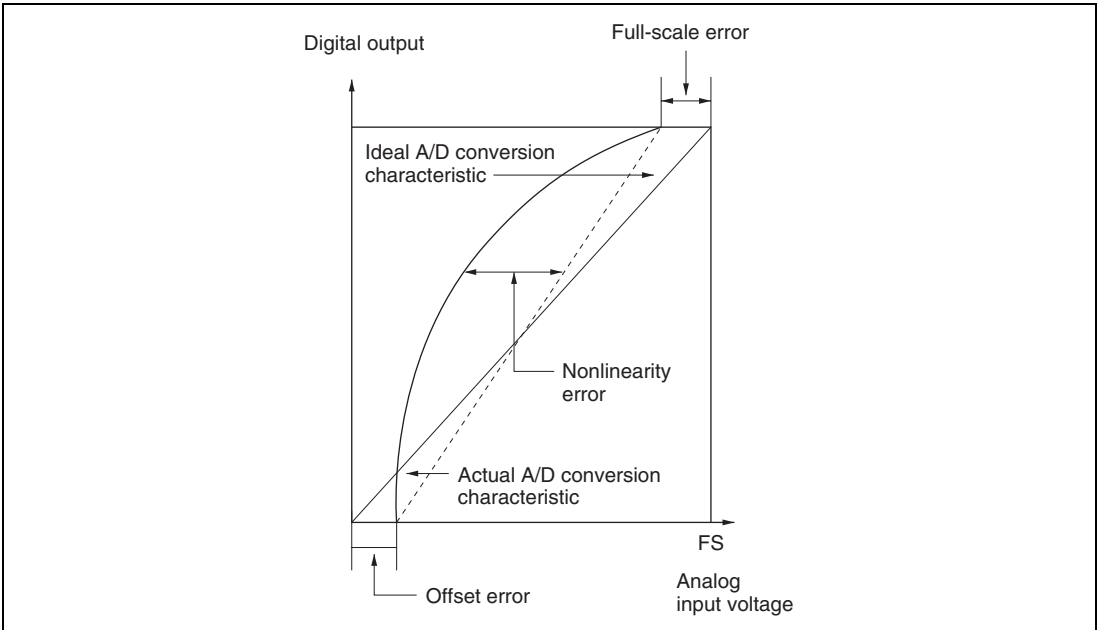 Full-scale error
Digital output
Ideal A/D conversion
characteristic
Nonlinearity
error
Actual A/D conversion
characteristic
FS
Offset error
Analog
input voltage